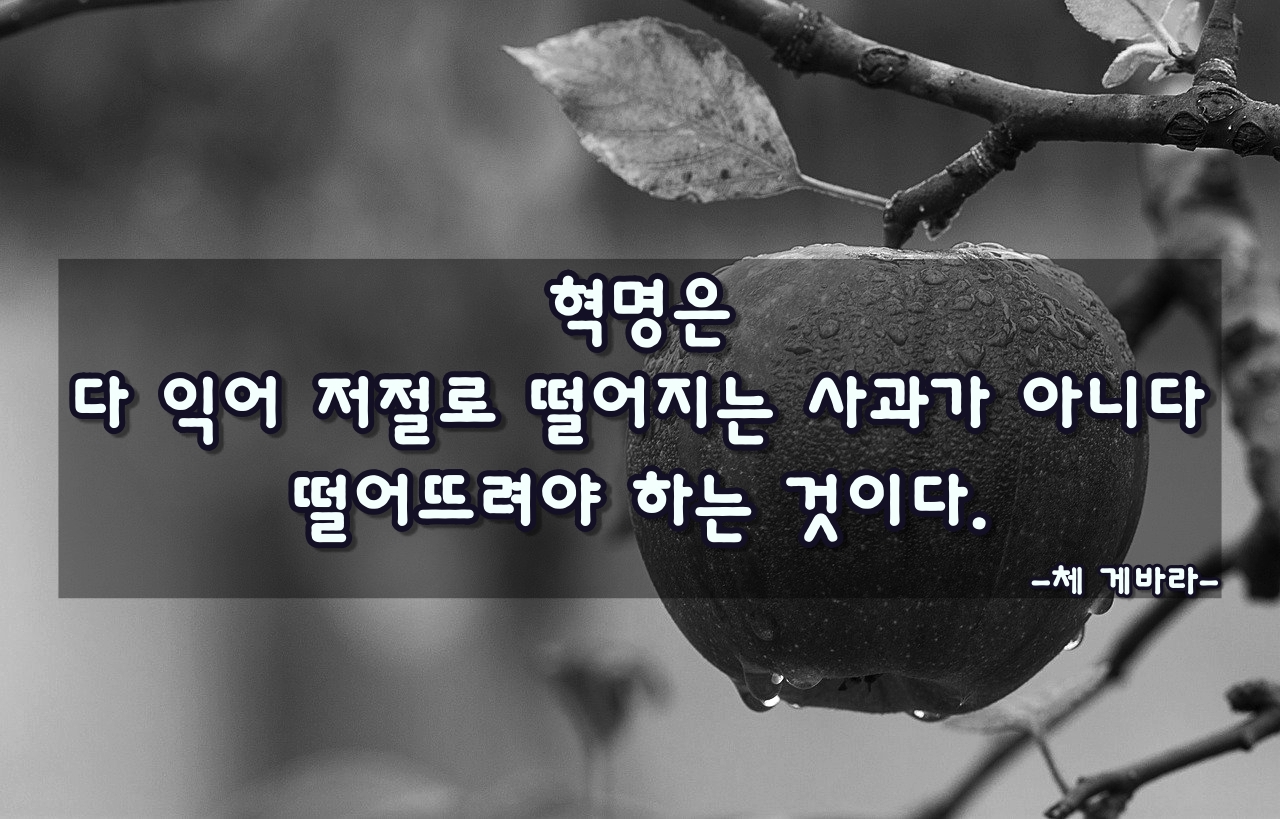 혁명은
다 익어 저절로 떨어지는 사과가 아니다
떨어뜨려야 하는 것이다.
-체 게바라-